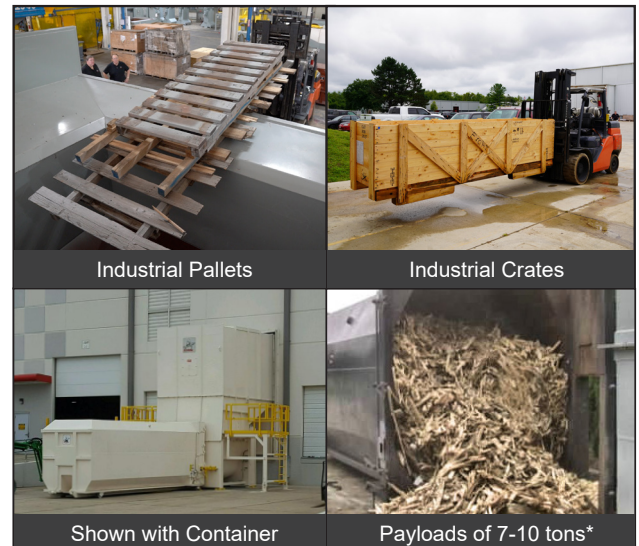 Industrial Pallets
Industrial Crates
Shown with Container
Payloads of 7-10 tons*